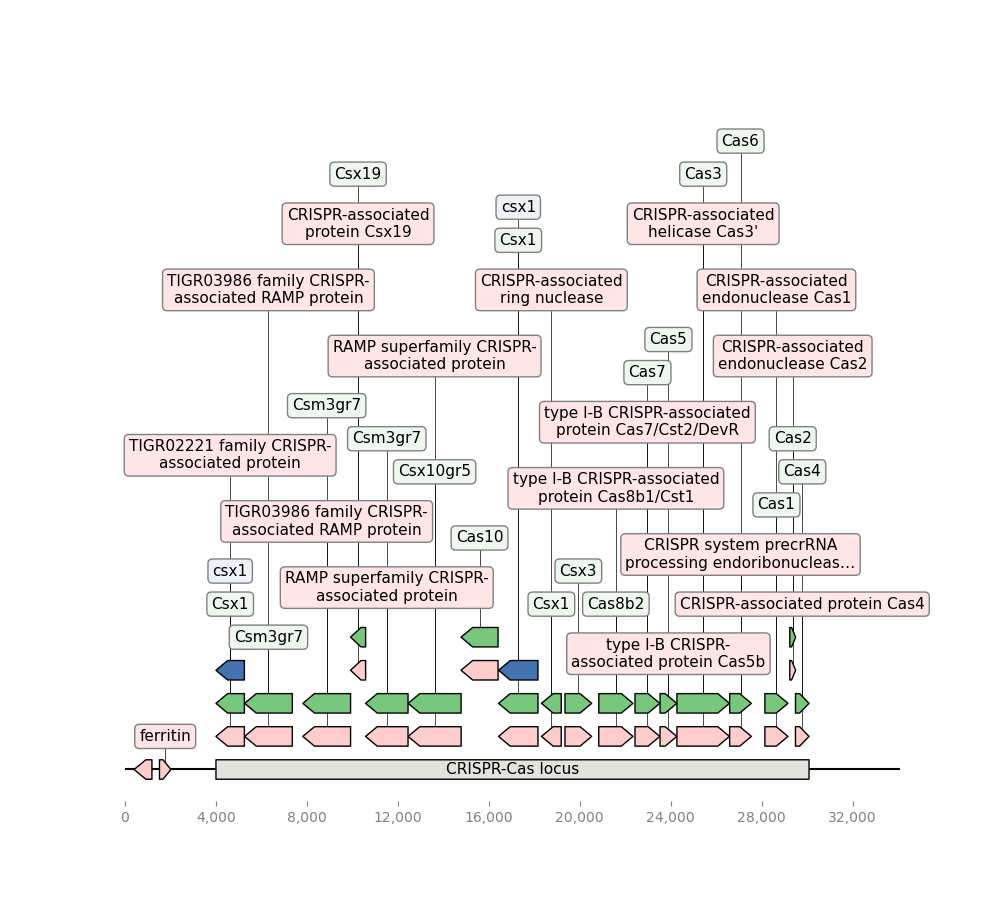 Cas6
Csx19
Cas3
csx1
CRISPR-associated
protein Csx19
CRISPR-associated
helicase Cas3'
Csx1
TIGR03986 family CRISPR-
associated RAMP protein
CRISPR-associated
ring nuclease
CRISPR-associated
endonuclease Cas1
Cas5
RAMP superfamily CRISPR-
associated protein
CRISPR-associated
endonuclease Cas2
Cas7
Csm3gr7
type I-B CRISPR-associated
protein Cas7/Cst2/DevR
Csm3gr7
Cas2
TIGR02221 family CRISPR-
associated protein
Csx10gr5
Cas4
type I-B CRISPR-associated
protein Cas8b1/Cst1
Cas1
TIGR03986 family CRISPR-
associated RAMP protein
Cas10
CRISPR system precrRNA
processing endoribonucleas...
csx1
Csx3
RAMP superfamily CRISPR-
associated protein
Csx1
Csx1
Cas8b2
CRISPR-associated protein Cas4
Csm3gr7
type I-B CRISPR-
associated protein Cas5b
ferritin
CRISPR-Cas locus
0
4,000
8,000
12,000
16,000
20,000
24,000
28,000
32,000